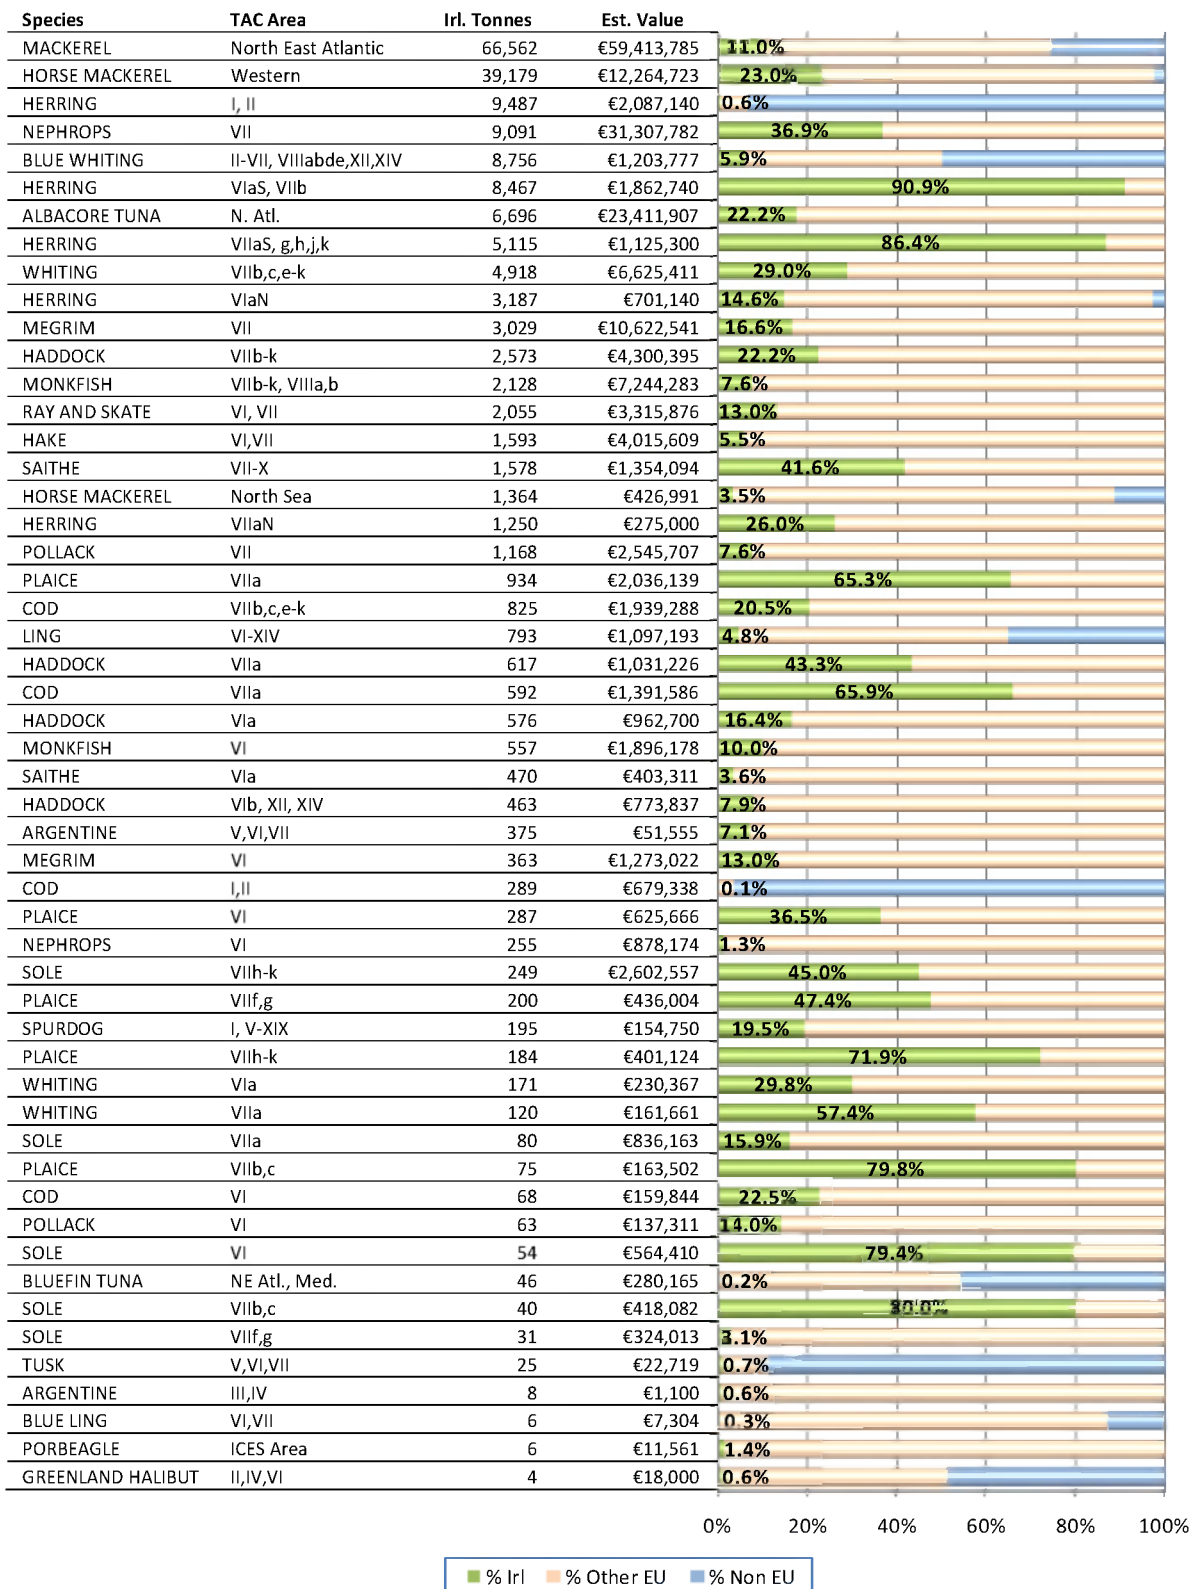 Species TAC Area Irl. Tonnes Est. Value
MACKEREL North East Atlantic 66,562 €59,413,785 11.0%
HORSE MACKEREL Western 39,179 €12,264,723 23.0%
HERRING I, II 9,487 €2,087,140 0.6%
NEPHROPS VII 9,091 €31,307,782 36.9%
BLUE WHITING II-VII, VIIIabde,XII,XIV 8,756 €1,203,777 5.9%
HERRING VIaS, VIIb 8,467 €1,862,740 90.9%
ALBACORE TUNA N. Atl. 6,696 €23,411,907 22.2%
HERRING VIIaS, g,h,j,k 5,115 €1,125,300 86.4%
WHITING VIIb,c,e-k 4,918 €6,625,411 29.0%
HERRING VIaN 3,187 €701,140 14.6%
MEGRIM VII 3,029 €10,622,541 16.6%
HADDOCK VIIb-k 2,573 €4,300,395 22.2%
MONKFISH VIIb-k, VIIIa,b 2,128 €7,244,283 7.6%
RAY AND SKATE VI, VII 2,055 €3,315,876 13.0%
HAKE VI,VII 1,593 €4,015,609 5.5%
SAITHE VII-X 1,578 €1,354,094 41.6%
HORSE MACKEREL North Sea 1,364 €426,991 3.5%
HERRING VIIaN 1,250 €275,000 26.0%
POLLACK VII 1,168 €2,545,707 7.6%
PLAICE VIIa 934 €2,036,139 65.3%
COD VIIb,c,e-k 825 €1,939,288 20.5%
LING VI-XIV 793 €1,097,193 4.8%
HADDOCK VIIa 617 €1,031,226 43.3%
COD VIIa 592 €1,391,586 65.9%
HADDOCK VIa 576 €962,700 16.4%
MONKFISH VI 557 €1,896,178 10.0%
SAITHE VIa 470 €403,311 3.6%
HADDOCK VIb, XII, XIV 463 €773,837 7.9%
ARGENTINE V,VI,VII 375 €51,555 7.1%
MEGRIM VI 363 €1,273,022 13.0%
COD I,II 289 €679,338 0.1%
PLAICE VI 287 €625,666 36.5%
NEPHROPS VI 255 €878,174 1.3%
SOLE VIIh-k 249 €2,602,557 45.0%
PLAICE VIIf,g 200 €436,004 47.4%
SPURDOG I, V-XIX 195 €154,750 19.5%
PLAICE VIIh-k 184 €401,124 71.9%
WHITING VIa 171 €230,367 29.8%
WHITING VIIa 120 €161,661 57.4%
SOLE VIIa 80 €836,163 15.9%
PLAICE VIIb,c 75 €163,502 79.8%
COD VI 68 €159,844 22.5%
POLLACK VI 63 €137,311 14.0%
SOLE VI 54 €564,410 79.4%
BLUEFIN TUNA NE Atl., Med. 46 €280,165 0.2%
SOLE VIIb,c 40 €418,082 80.0%
SOLE VIIf,g 31 €324,013 3.1%
TUSK V,VI,VII 25 €22,719 0.7%
ARGENTINE III,IV 8 €1,100 0.6%
BLUE LING VI,VII 6 €7,304 0.3%
PORBEAGLE ICES Area 6 €11,561 1.4%
GREENLAND HALIBUT II,IV,VI 4 €18,000 0.6%
0% 20% 40% 60% 80% 100%
% Irl % Other EU % Non EU